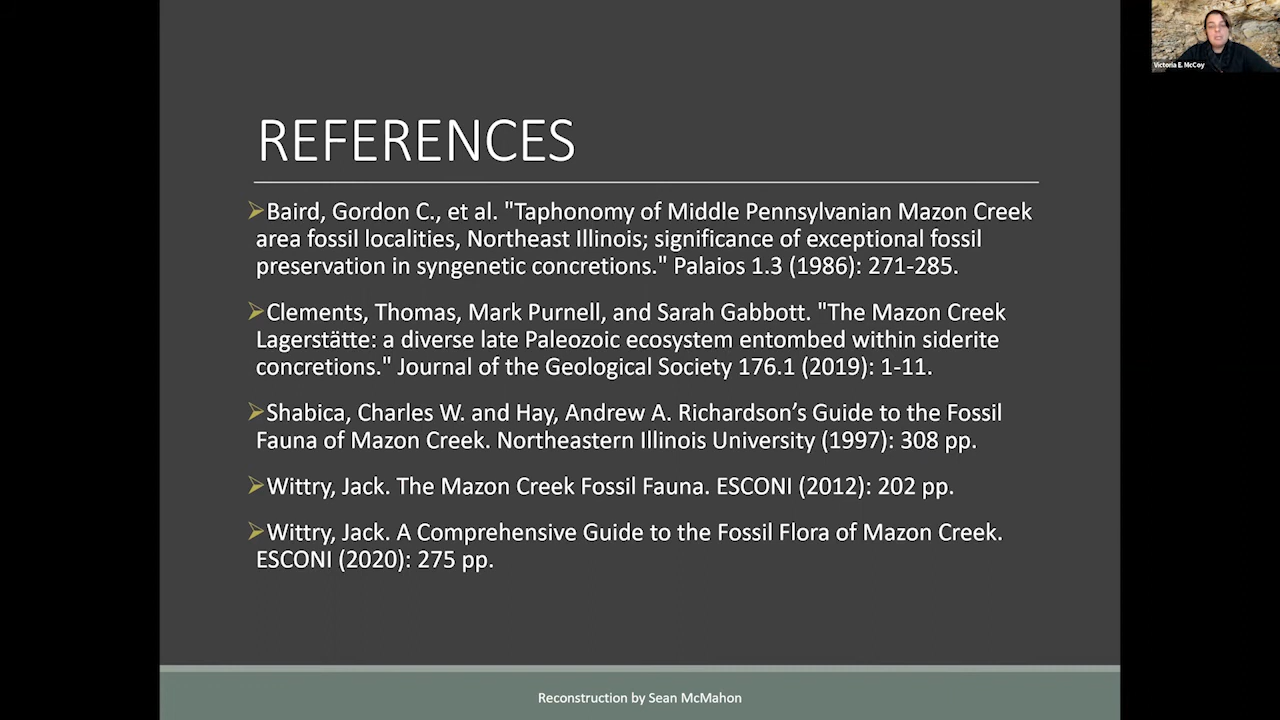 Victoria E. McCoy
REFERENCES
➢Baird, Gordon C., et al. "Taphonomy of Middle Pennsylvanian Mazon Creek
area fossil localities, Northeast Illinois; significance of exceptional fossil
preservation in syngenetic concretions." Palaios 1.3 (1986): 271-285.
➢Clements, Thomas, Mark Purnell, and Sarah Gabbott. "The Mazon Creek
Lagerstätte: a diverse late Paleozoic ecosystem entombed within siderite
concretions." Journal of the Geological Society 176.1 (2019): 1-11.
➢Shabica, Charles W. and Hay, Andrew A. Richardson’s Guide to the Fossil
Fauna of Mazon Creek. Northeastern Illinois University (1997): 308 pp.
➢Wittry, Jack. The Mazon Creek Fossil Fauna. ESCONI (2012): 202 pp.
➢Wittry, Jack. A Comprehensive Guide to the Fossil Flora of Mazon Creek.
ESCONI (2020): 275 pp.
Reconstruction by Sean McMahon